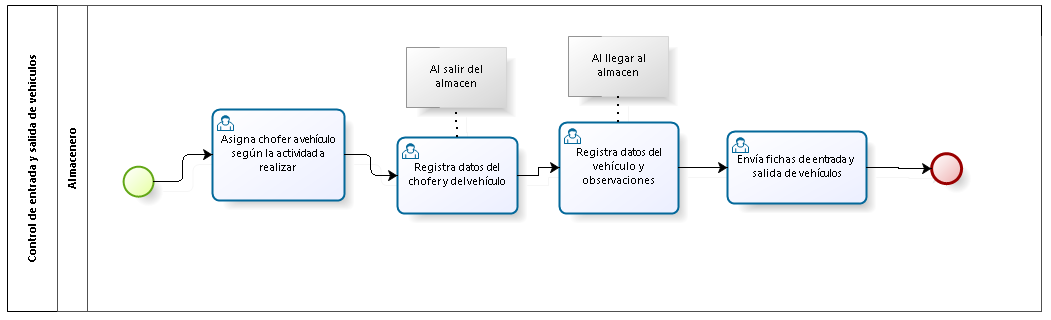 Control de entrada y salida de vehículos
Almacenero
Asigna chofer a vehículo
según la actividad a
realizar
Al salir del
almacen
Registra datos del
chofer y del vehículo
Al llegar al
almacen
Registra datos del
vehículo y
observaciones
Envía fichas de entrada y
salida de vehículos